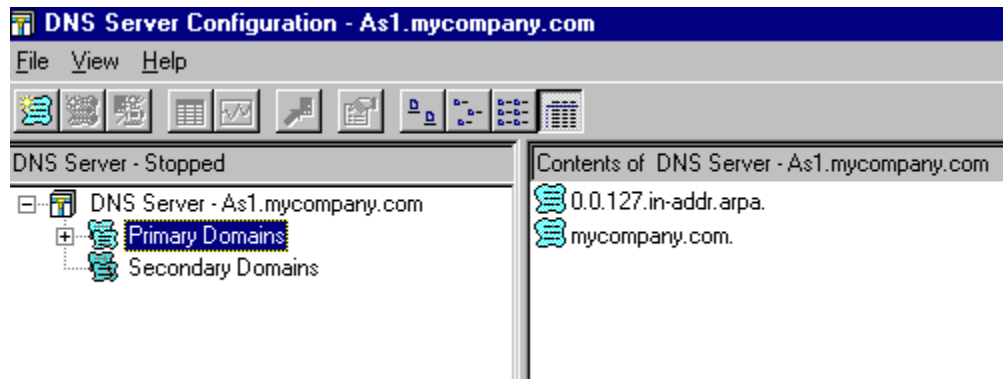 DNS Server Configuration - As1.mycompany.com
File View Help
DNS Server - Stopped
DNS Server - As1.mycompany.com
Primary Domains
Secondary Domains
Contents of DNS Server - As1.mycompany.com
0.0.127.in-addr.arpa.
mycompany.com.